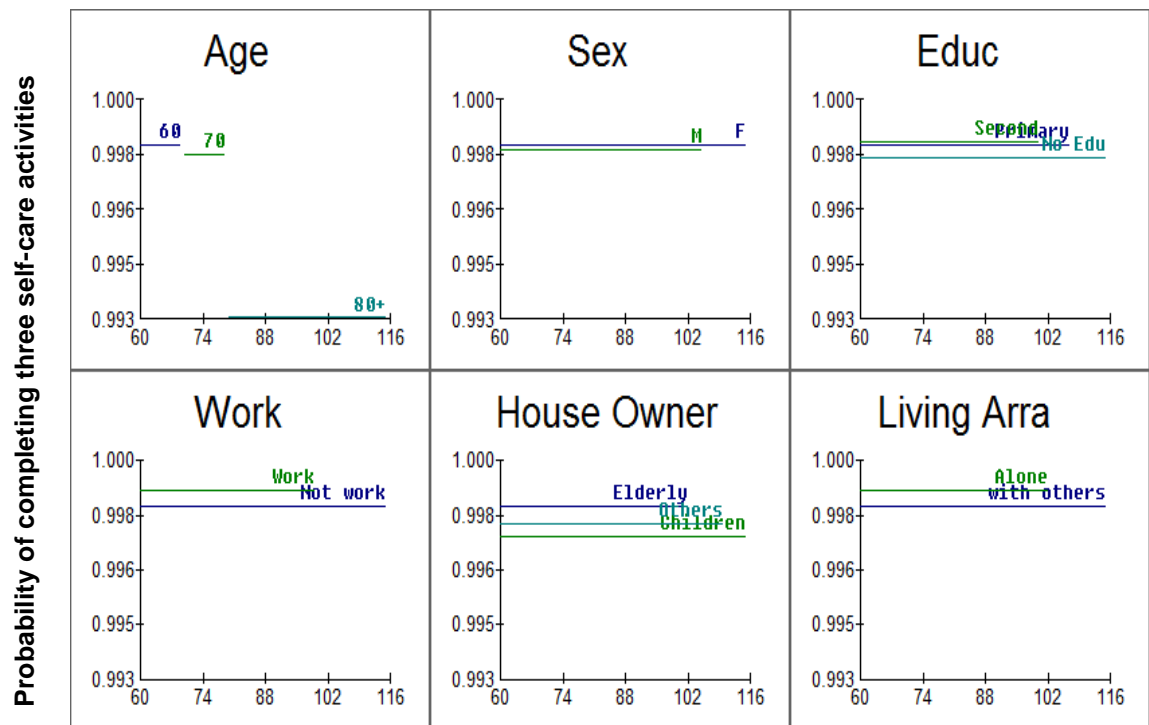 Probability of completing three self-care activities
Age
1.000
0.998
0.996
0.995
0.993
60
70
80+
60 74 88 102 116
Sex
1.000
0.998
0.996
0.995
0.993
M
F
60 74 88 102 116
Educ
1.000
0.998
0.996
0.995
0.993
Second
Primary
No Edu
60 74 88 102 116
Work
1.000
0.998
0.996
0.995
0.993
Work
Not work
60 74 88 102 116
House Owner
1.000
0.998
0.996
0.995
0.993
Elderly
Others
Children
60 74 88 102 116
Living Arra
1.000
0.998
0.996
0.995
0.993
Alone
with others
60 74 88 102 116